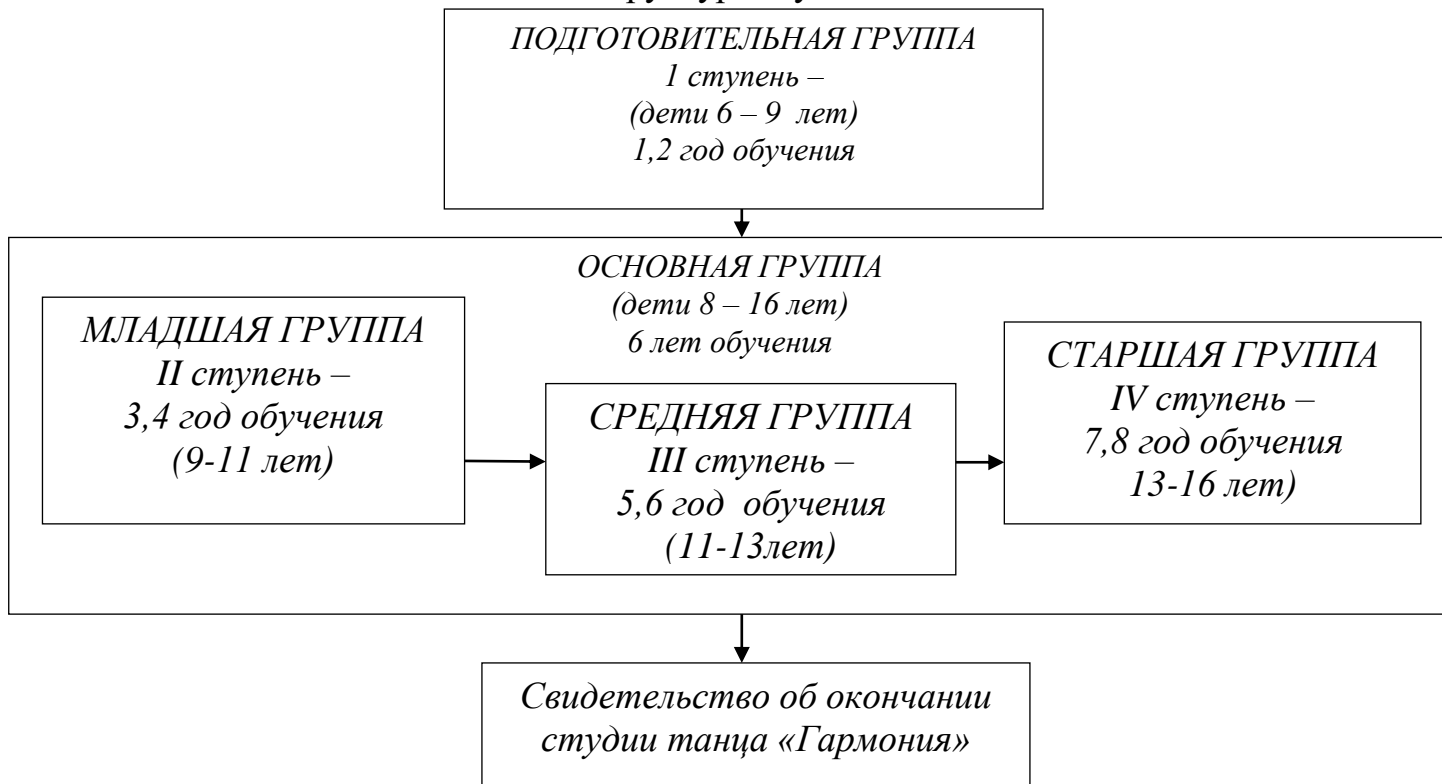 ПОДГОТОВИТЕЛЬНАЯ ГРУППА
1 ступень –
(дети 6 – 9 лет)
1,2 год обучения
ОСНОВНАЯ ГРУППА
(дети 8 – 16 лет)
6 лет обучения
МЛАДШАЯ ГРУППА
II ступень –
3,4 год обучения
(9-11 лет)
СРЕДНЯЯ ГРУППА
III ступень –
5,6 год обучения
(11-13лет)
СТАРШАЯ ГРУППА
IV ступень –
7,8 год обучения
13-16 лет)
Свидетельство об окончании
студии танца «Гармония»